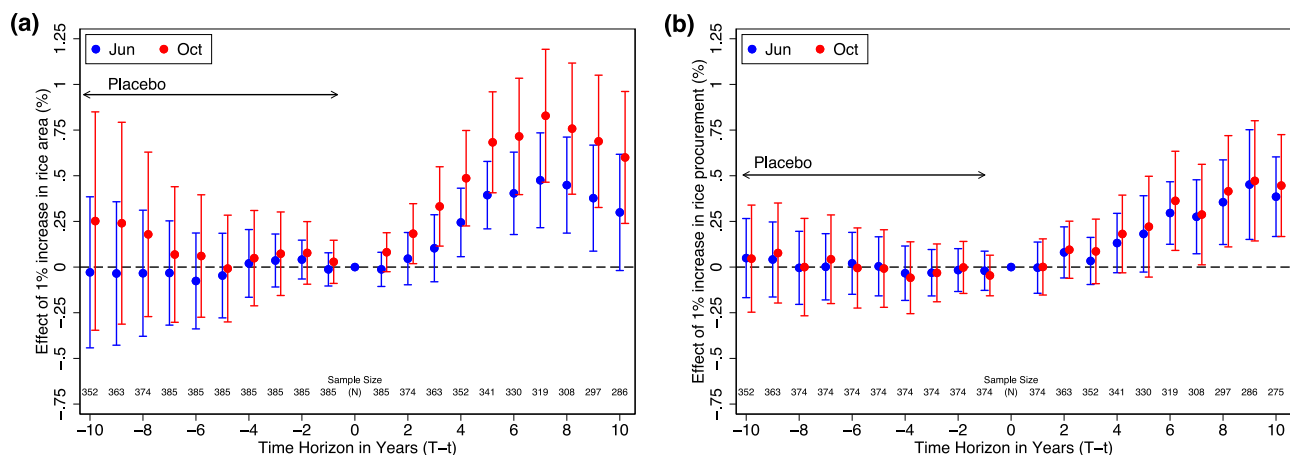 (a)
Effect of 1% increase in rice area (%)
1.25
1
.75
.5
.25
0
−.25
−.5
−.75
Jun Oct
Placebo
Sample Size
352 363 374 385 385 385 385 385 385 385 (N) 385 374 363 352 341 330 319 308 297 286
−10 −8 −6 −4 −2 0 2 4 6 8 10
Time Horizon in Years (T−t)
(b)
Effect of 1% increase in rice procurement (%)
1.25
1
.75
.5
.25
0
−.25
−.5
−.75
Jun Oct
Placebo
Sample Size
352 363 374 374 374 374 374 374 374 374 (N) 374 363 352 341 330 319 308 297 286 275
−10 −8 −6 −4 −2 0 2 4 6 8 10
Time Horizon in Years (T−t)